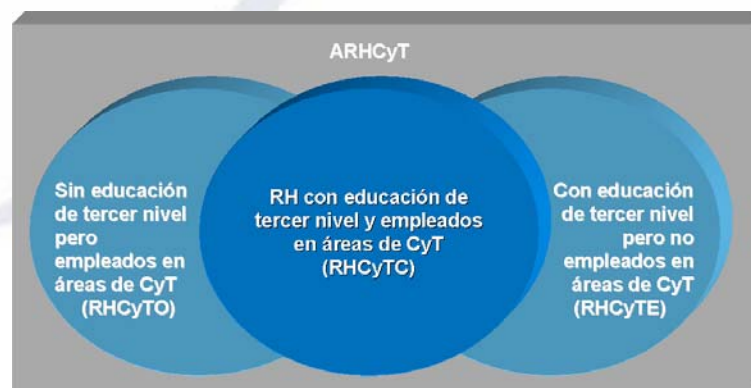 ARHCyT
Sin educación
de tercer nivel
pero
empleados en
áreas de CyT
(RHCyTO)
RH con educación de
tercer nivel y empleados
en áreas de CyT
(RHCyTC)
Con educación
de tercer nivel
pero no
empleados en
áreas de CyT
(RHCyTE)